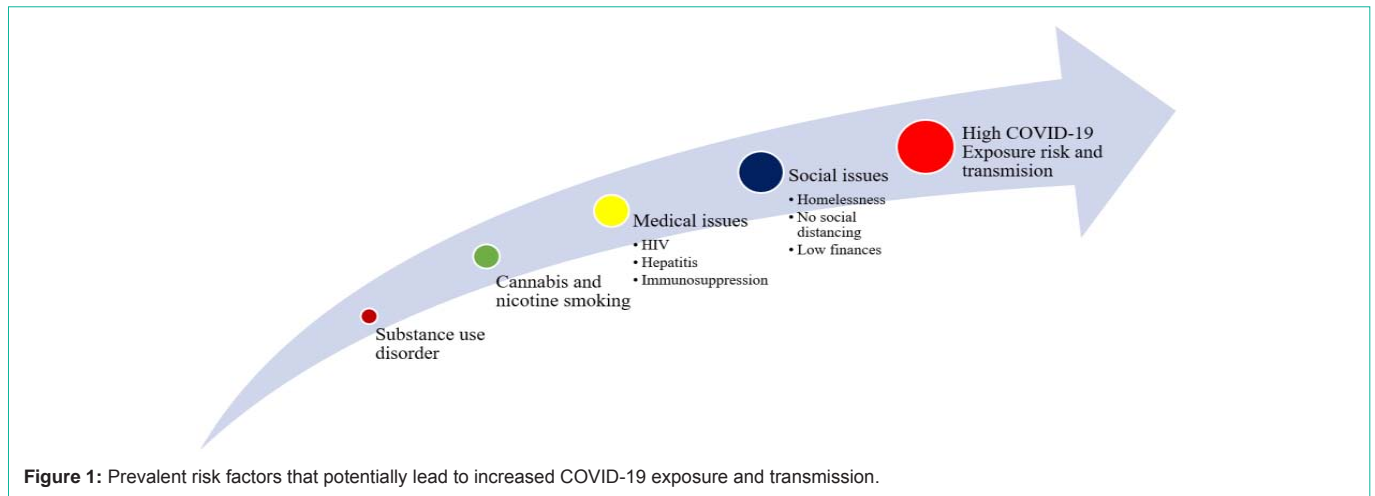 High COVID-19
Exposure risk and
transmision
Social issues
• Homelessness
• No social
distancing
• Low finances
Medical issues
• HIV
• Hepatitis
• Immunosuppression
Cannabis and
nicotine smoking
Substance use
disorder
Figure 1: Prevalent risk factors that potentially lead to increased COVID-19 exposure and transmission.